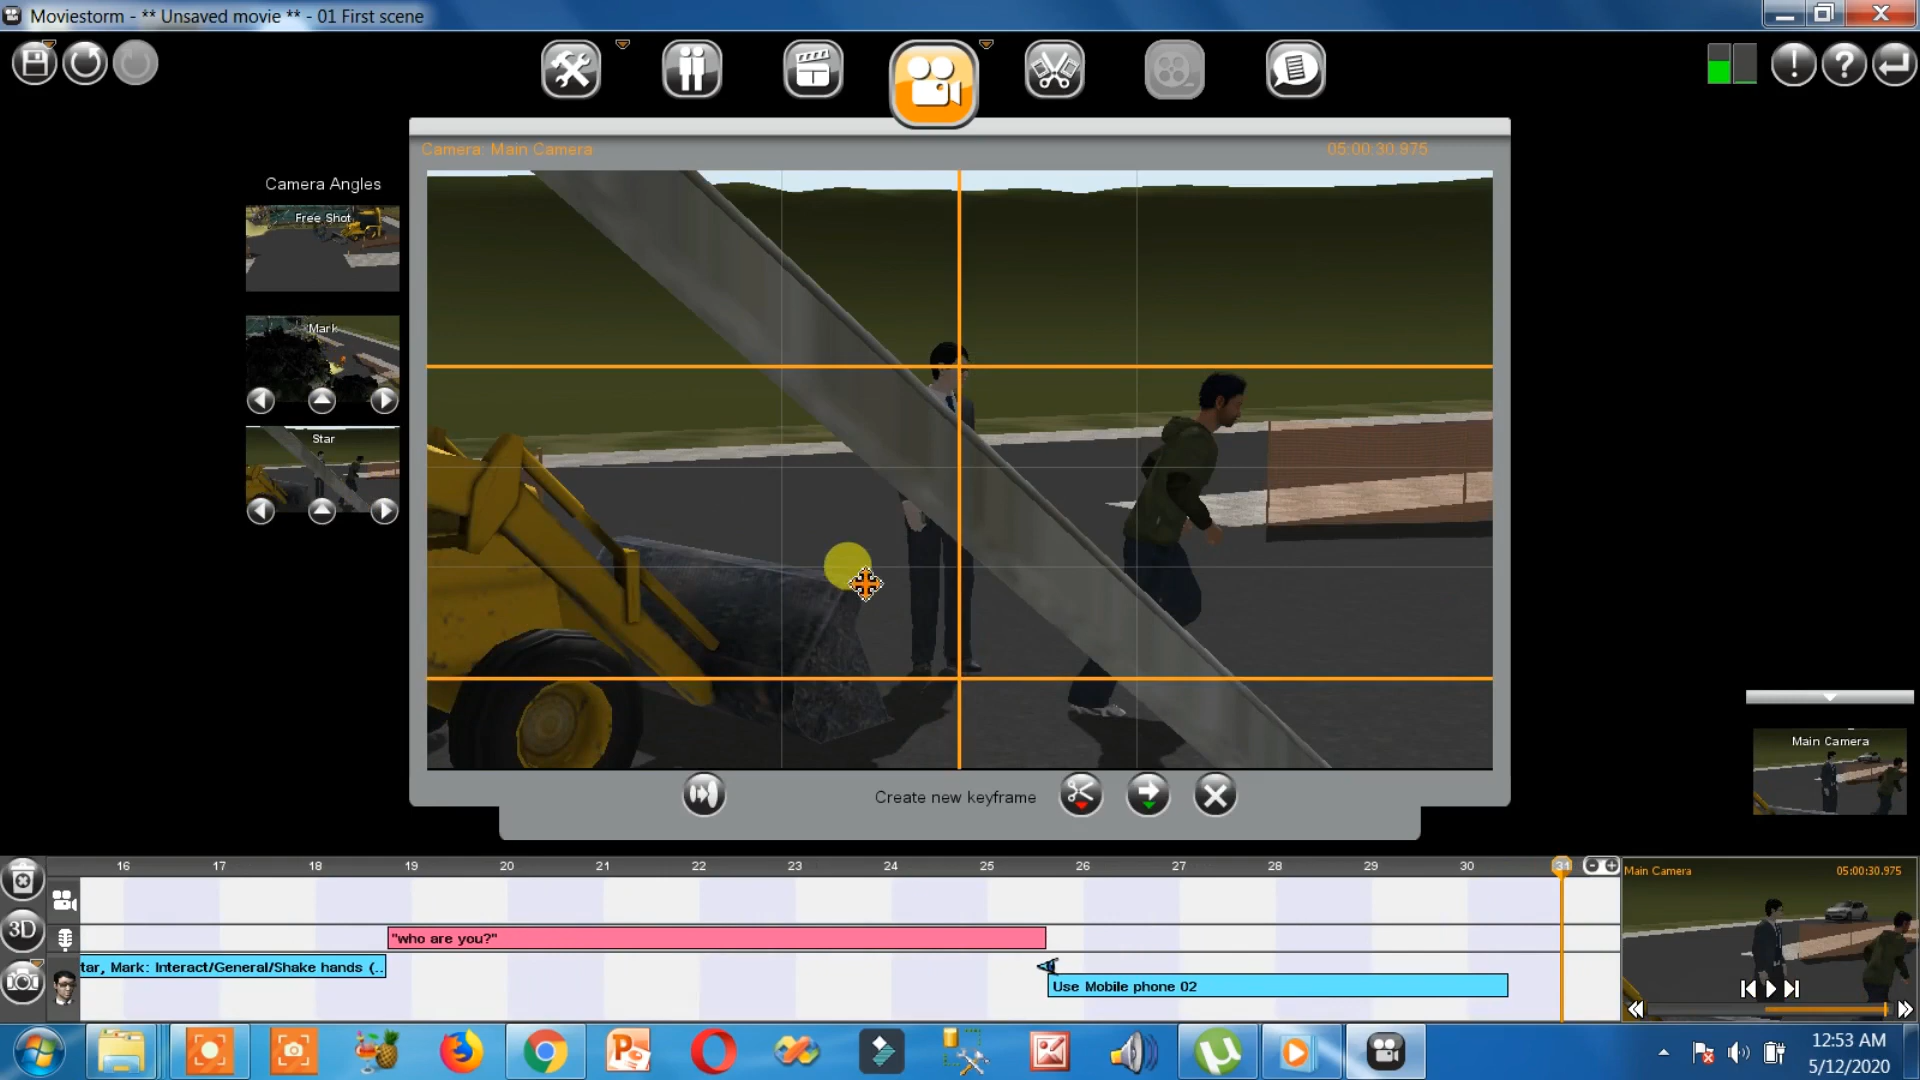 Moviestorm - ** Unsaved movie ** - 01 First scene
Camera: Main Camera
05:00:30.975
Camera Angles
Free Shot
Mark
Star
Main Camera
Create new keyframe
16 17 18 19 20 21 22 23 24 25 26 27 28 29 30 31
Main Camera
05:00:30.975
3D
"who are you?"
tar, Mark: Interact/General/Shake hands (..
Use Mobile phone 02
12:53 AM
5/12/2020